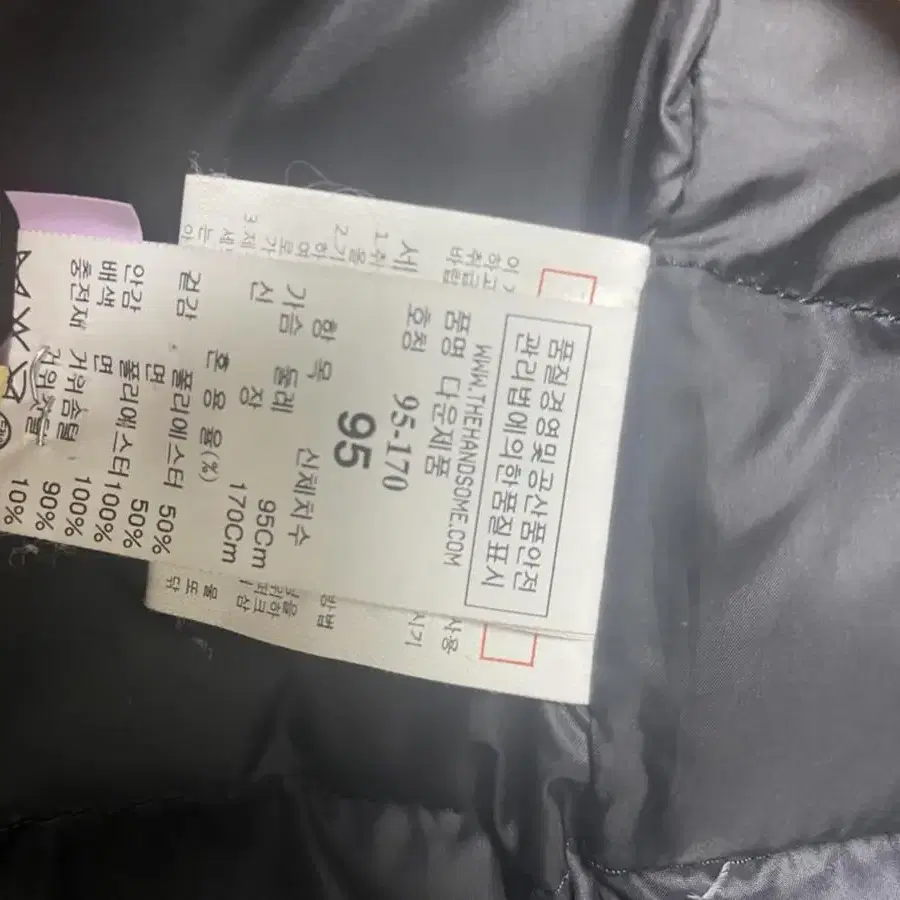 품질경영및공산품안전
관리법에의한품질표시
WWW.THEHANDSOME.COM
품명 다운제품
호칭 95-170
95
항 목 신체치수
가슴 둘레 95Cm
신 장 170Cm
혼 용 율(%)
겉감 폴리에스터 50%
면 50%
안감 폴리에스터100%
배색 면 100%
충전재 거위솜털 90%
10%